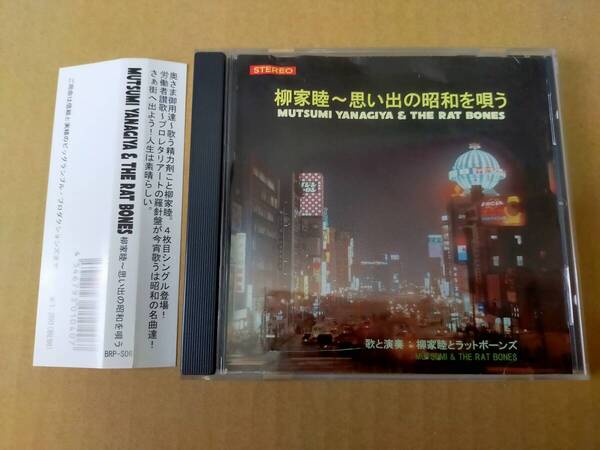 奥さま御用達~歌う精力剤こと柳家睦。4枚目シングル登場!
労働者讃歌~プロレタリアートの羅針盤が今宵歌うは昭和の名曲達!
さぁ街へ出よう!人生は素晴らしい。
MUTSUMI YANAGIYA & THE RAT BONES 柳家睦~思い出の昭和を唄う
BRP-S06
STEREO
柳家睦~思い出の昭和を唄う
MUTSUMI YANAGIYA & THE RAT BONES
歌と演奏:柳家睦とラットボーンズ
MUTSUMI & THE RAT BONES